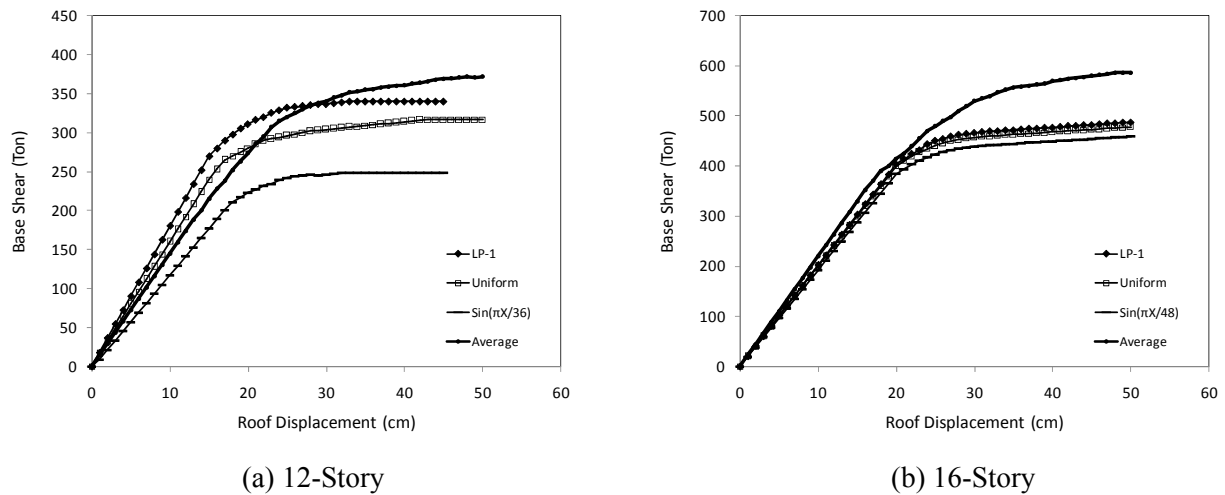 450
400
350
300
250
200
150
100
50
0
Base Shear (Ton)
LP-1
Uniform
Sin(πX/36)
Average
0 10 20 30 40 50 60
Roof Displacement (cm)
(a) 12-Story
700
600
500
400
300
200
100
0
Base Shear (Ton)
LP-1
Uniform
Sin(πX/48)
Average
0 10 20 30 40 50 60
Roof Displacement (cm)
(b) 16-Story